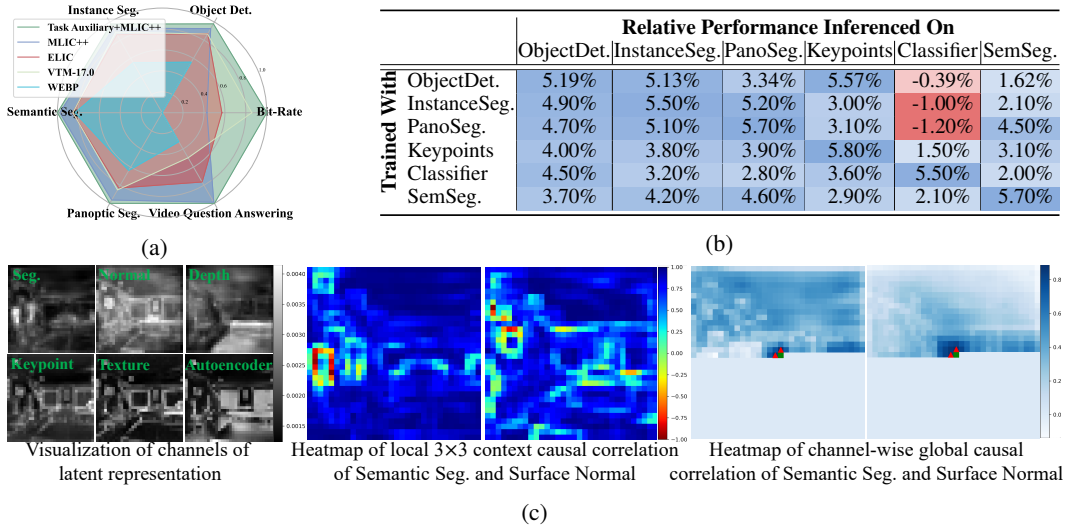 Instance Seg.
Object Det.
Task Auxiliary+MLIC++
MLIC++
ELIC
VTM-17.0
WEBP
1.0
0.8
0.6
0.4
0.2
Semantic Seg.
Bit-Rate
Panoptic Seg.
Video Question Answering
(a)
Relative Performance Inferenced On
ObjectDet. InstanceSeg. PanoSeg. Keypoints Classifier SemSeg.
Trained With
ObjectDet. 5.19% 5.13% 3.34% 5.57% -0.39% 1.62%
InstanceSeg. 4.90% 5.50% 5.20% 3.00% -1.00% 2.10%
PanoSeg. 4.70% 5.10% 5.70% 3.10% -1.20% 4.50%
Keypoints 4.00% 3.80% 3.90% 5.80% 1.50% 3.10%
Classifier 4.50% 3.20% 2.80% 3.60% 5.50% 2.00%
SemSeg. 3.70% 4.20% 4.60% 2.90% 2.10% 5.70%
(b)
Seg. Normal Depth
Keypoint Texture Autoencoder
0.0040
0.0035
0.0030
0.0025
0.0020
0.0015
Visualization of channels of
latent representation
1.00
0.75
0.50
0.25
0.00
-0.25
-0.50
-0.75
-1.00
Heatmap of local 3×3 context causal correlation
of Semantic Seg. and Surface Normal
0.8
0.6
0.4
0.2
0.0
Heatmap of channel-wise global causal
correlation of Semantic Seg. and Surface Normal
(c)